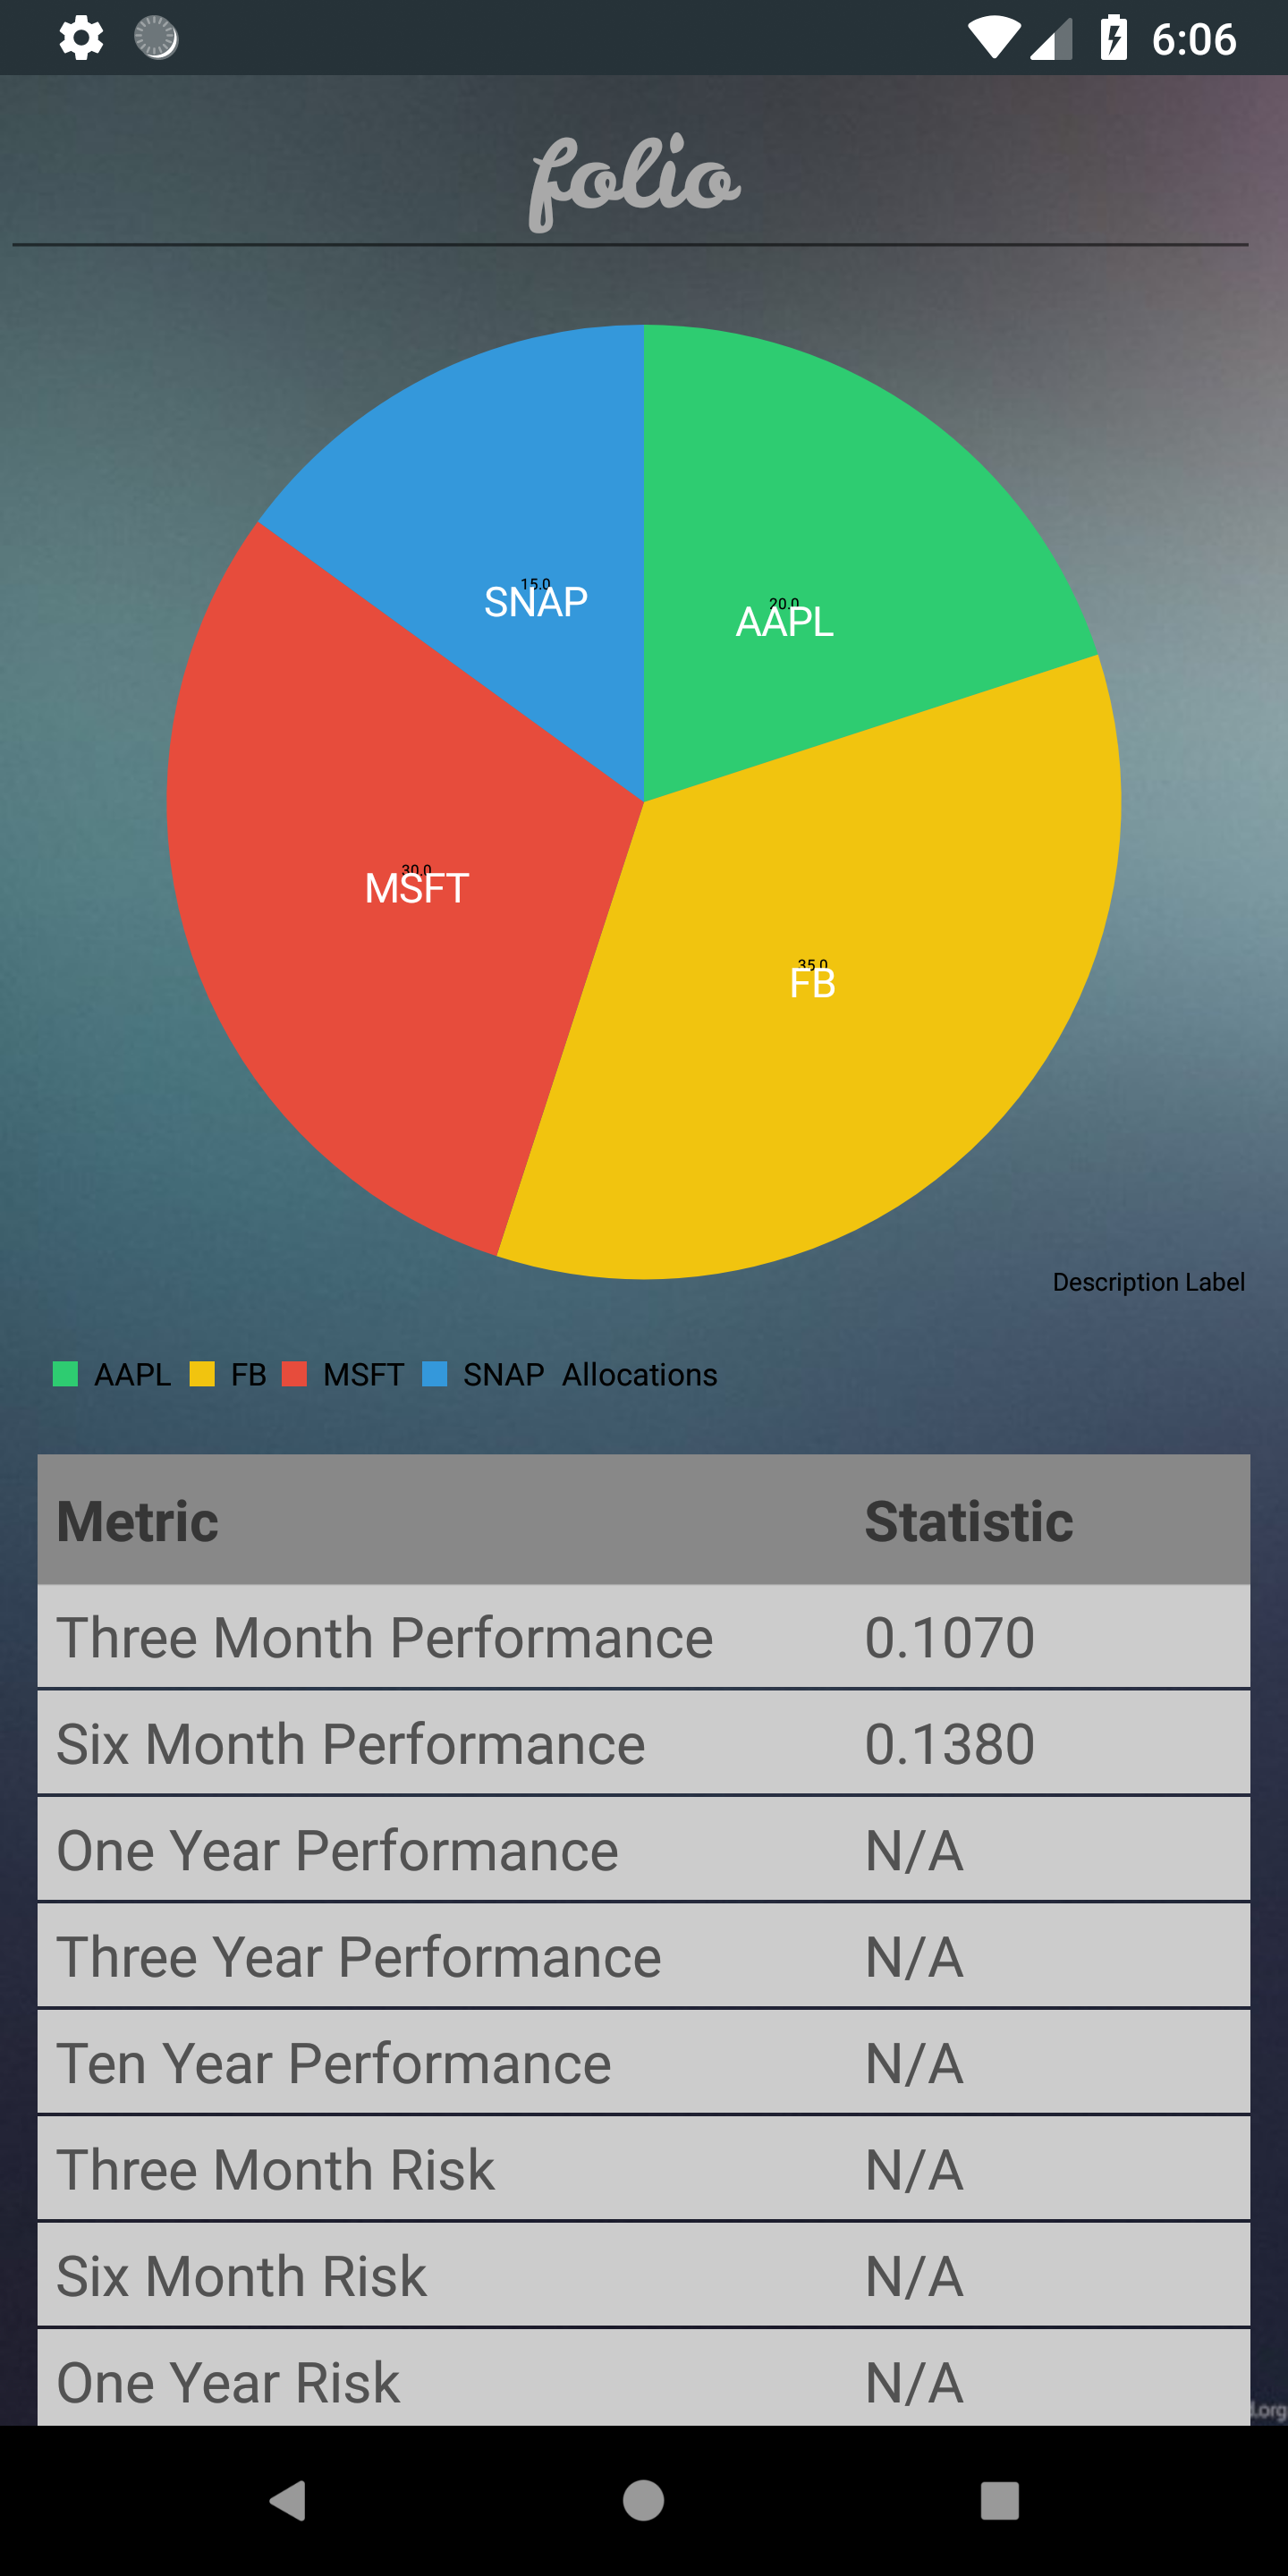 6:06
folio
15.0
SNAP
20.0
AAPL
30.0
MSFT
35.0
FB
Description Label
AAPL FB MSFT SNAP Allocations
Metric Statistic
Three Month Performance 0.1070
Six Month Performance 0.1380
One Year Performance N/A
Three Year Performance N/A
Ten Year Performance N/A
Three Month Risk N/A
Six Month Risk N/A
One Year Risk N/A